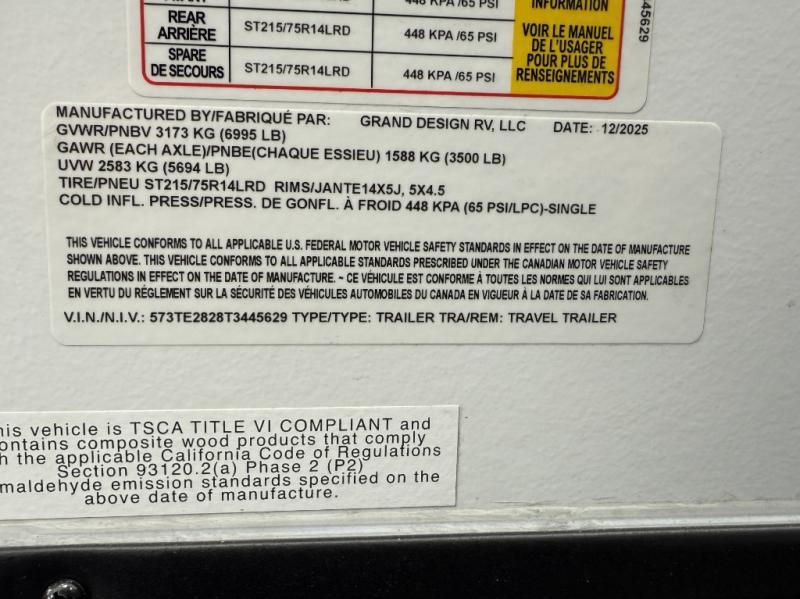 448 KPA /65 PSI
INFORMATION
REAR
ARRIÈRE
ST215/75R14LRD
448 KPA /65 PSI
SPARE
DE SECOURS
ST215/75R14LRD
448 KPA /65 PSI
VOIR LE MANUEL
DE L'USAGER
POUR PLUS DE
RENSEIGNEMENTS
45629
MANUFACTURED BY/FABRIQUÉ PAR: GRAND DESIGN RV, LLC DATE: 12/2025
GVWR/PNBV 3173 KG (6995 LB)
GAWR (EACH AXLE)/PNBE(CHAQUE ESSIEU) 1588 KG (3500 LB)
UVW 2583 KG (5694 LB)
TIRE/PNEU ST215/75R14LRD RIMS/JANTE14X5J, 5X4.5
COLD INFL. PRESS/PRESS. DE GONFL. À FROID 448 KPA (65 PSI/LPC)-SINGLE
THIS VEHICLE CONFORMS TO ALL APPLICABLE U.S. FEDERAL MOTOR VEHICLE SAFETY STANDARDS IN EFFECT ON THE DATE OF MANUFACTURE
SHOWN ABOVE. THIS VEHICLE CONFORMS TO ALL APPLICABLE STANDARDS PRESCRIBED UNDER THE CANADIAN MOTOR VEHICLE SAFETY
REGULATIONS IN EFFECT ON THE DATE OF MANUFACTURE. ~ CE VÉHICULE EST CONFORME À TOUTES LES NORMES QUI LUI SONT APPLICABLES
EN VERTU DU RÉGLEMENT SUR LA SÉCURITÉ DES VÉHICULES AUTOMOBILES DU CANADA EN VIGUEUR À LA DATE DE SA FABRICATION.
V.I.N./N.I.V.: 573TE2828T3445629 TYPE/TYPE: TRAILER TRA/REM: TRAVEL TRAILER
his vehicle is TSCA TITLE VI COMPLIANT and
ontains composite wood products that comply
h the applicable California Code of Regulations
Section 93120.2(a) Phase 2 (P2)
maldehyde emission standards specified on the
above date of manufacture.